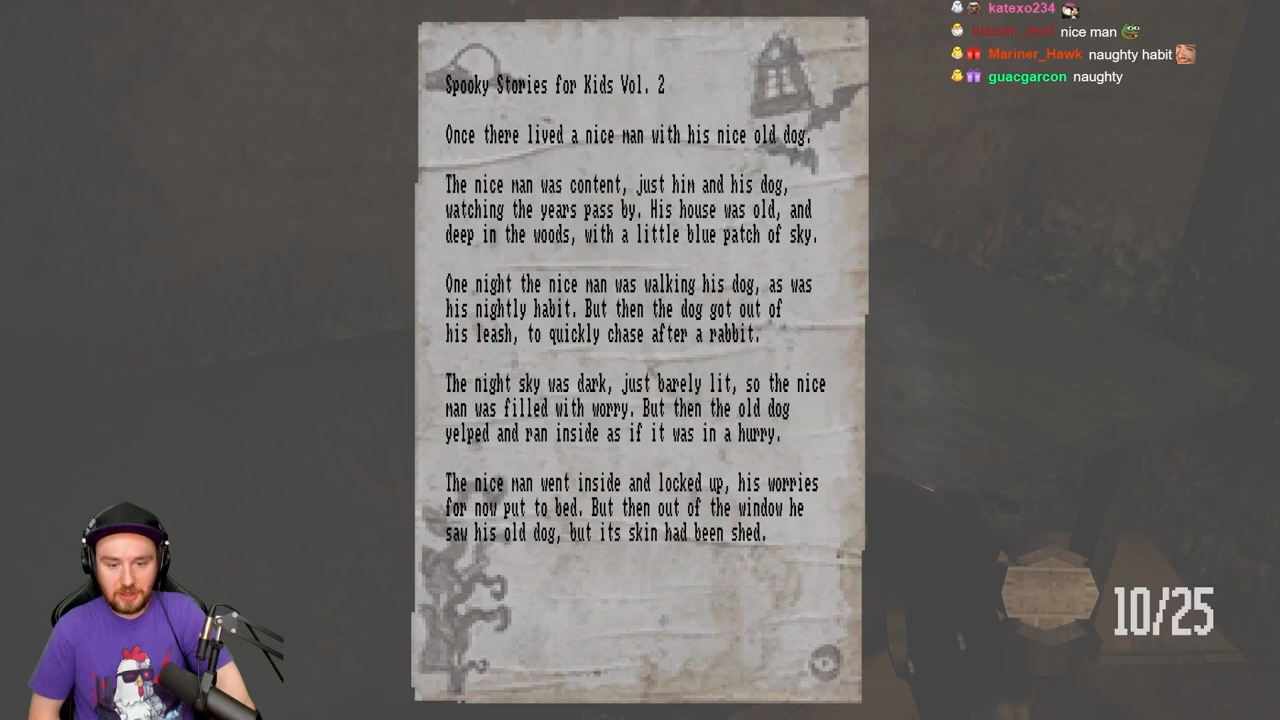 katexo234
nice man
Mariner_Hawk naughty habit
guacgarcon naughty
Spooky Stories for Kids Vol. 2
Once there lived a nice man with his nice old dog.
The nice man was content, just him and his dog,
watching the years pass by. His house was old, and
deep in the woods, with a little blue patch of sky.
One night the nice man was walking his dog, as was
his nightly habit. But then the dog got out of
his leash, to quickly chase after a rabbit.
The night sky was dark, just barely lit, so the nice
man was filled with worry. But then the old dog
yelped and ran inside as if it was in a hurry.
The nice man went inside and locked up, his worries
for now put to bed. But then out of the window he
saw his old dog, but its skin had been shed.
10/25